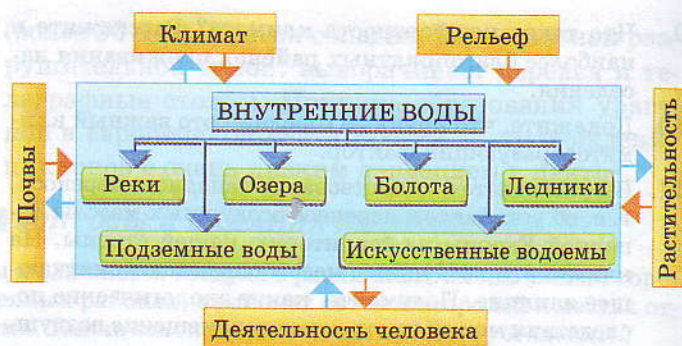 Климат
Рельеф
ВНУТРЕННИЕ ВОДЫ
Почвы
Растительность
Реки
Озера
Болота
Ледники
Подземные воды
Искусственные водоемы
Деятельность человека